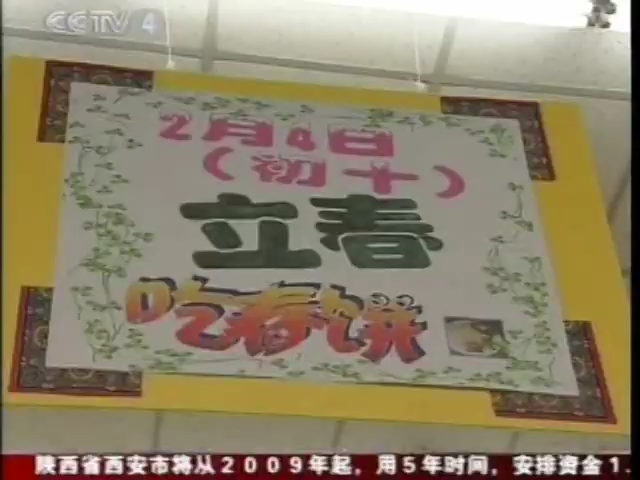 CCTV 4
2月4日
(初十)
立春
吃春饼
陕西省西安市将从2009年起，用5年时间，安排资金1.